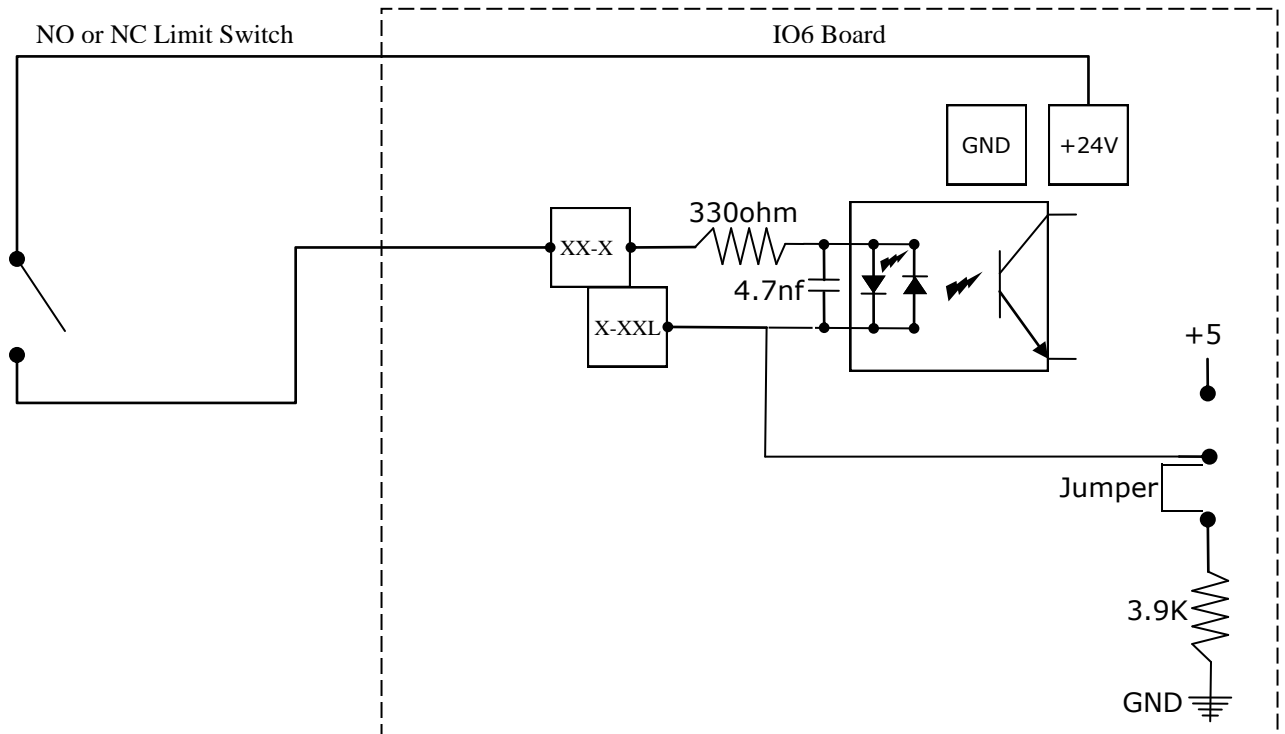 NO or NC Limit Switch
IO6 Board
GND
+24V
330ohm
XX-X
4.7nf
X-XXL
+5
Jumper
3.9K
GND